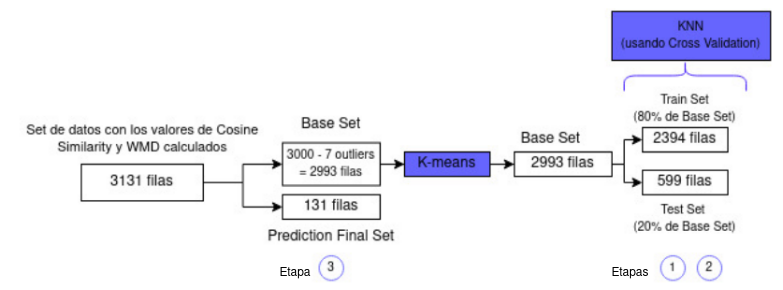 KNN
(usando Cross Validation)
Set de datos con los valores de Cosine
Similarity y WMD calculados
3131 filas
Base Set
3000 - 7 outliers
= 2993 filas
131 filas
Prediction Final Set
K-means
Base Set
2993 filas
Train Set
(80% de Base Set)
2394 filas
599 filas
Test Set
(20% de Base Set)
Etapa 3
Etapas 1 2